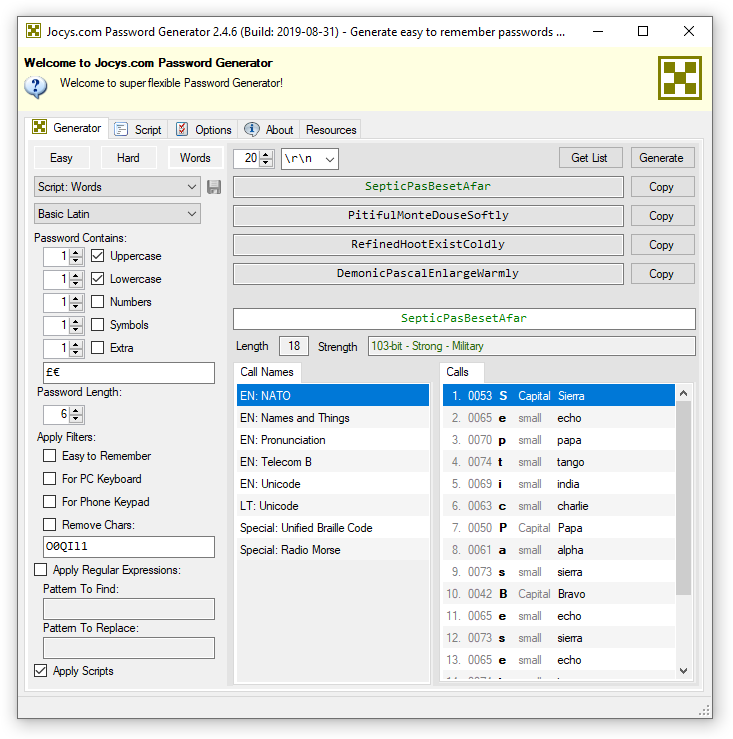 Jocys.com Password Generator 2.4.6 (Build: 2019-08-31) - Generate easy to remember passwords ...
Welcome to Jocys.com Password Generator
Welcome to super flexible Password Generator!
Generator Script Options About Resources
Easy Hard Words
Script: Words
Basic Latin
Password Contains:
1 Uppercase
1 Lowercase
1 Numbers
1 Symbols
1 Extra
£€
Password Length:
6
Apply Filters:
Easy to Remember
For PC Keyboard
For Phone Keypad
Remove Chars:
O0QIl1
Apply Regular Expressions:
Pattern To Find:
Pattern To Replace:
Apply Scripts
20 \r\n Get List Generate
SepticPasBesetAfar Copy
PitifulMonteDouseSoftly Copy
RefinedHootExistColdly Copy
DemonicPascalEnlargeWarmly Copy
SepticPasBesetAfar
Length 18 Strength 103-bit - Strong - Military
Call Names
EN: NATO
EN: Names and Things
EN: Pronunciation
EN: Telecom B
EN: Unicode
LT: Unicode
Special: Unified Braille Code
Special: Radio Morse
Calls
1. 0053 S Capital Sierra
2. 0065 e small echo
3. 0070 p small papa
4. 0074 t small tango
5. 0069 i small india
6. 0063 c small charlie
7. 0050 P Capital Papa
8. 0061 a small alpha
9. 0073 s small sierra
10. 0042 B Capital Bravo
11. 0065 e small echo
12. 0073 s small sierra
13. 0065 e small echo